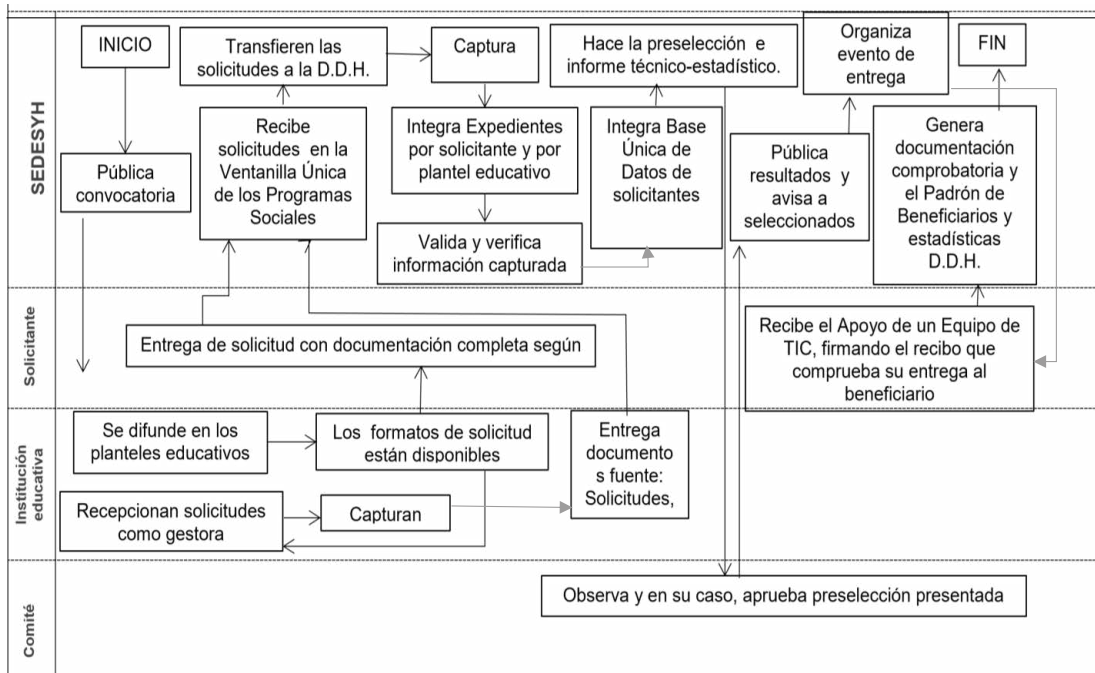 SEDESYH
INICIO
Pública
convocatoria
Transfieren las
solicitudes a la D.D.H.
Recibe
solicitudes en la
Ventanilla Única
de los Programas
Sociales
Captura
Integra Expedientes
por solicitante y por
plantel educativo
Valida y verifica
información capturada
Hace la preselección e
informe técnico-estadístico.
Integra Base
Única de
Datos de
solicitantes
Organiza
evento de
entrega
Pública
resultados y
avisa a
seleccionados
FIN
Genera
documentación
comprobatoria y
el Padrón de
Beneficiarios y
estadísticas
D.D.H.
Solicitante
Entrega de solicitud con documentación completa según
Recibe el Apoyo de un Equipo de
TIC, firmando el recibo que
comprueba su entrega al
beneficiario
Institución
educativa
Se difunde en los
planteles educativos
Los formatos de solicitud
están disponibles
Entrega
documento
s fuente:
Solicitudes,
Recepcionan solicitudes
como gestora
Capturan
Comité
Observa y en su caso, aprueba preselección presentada